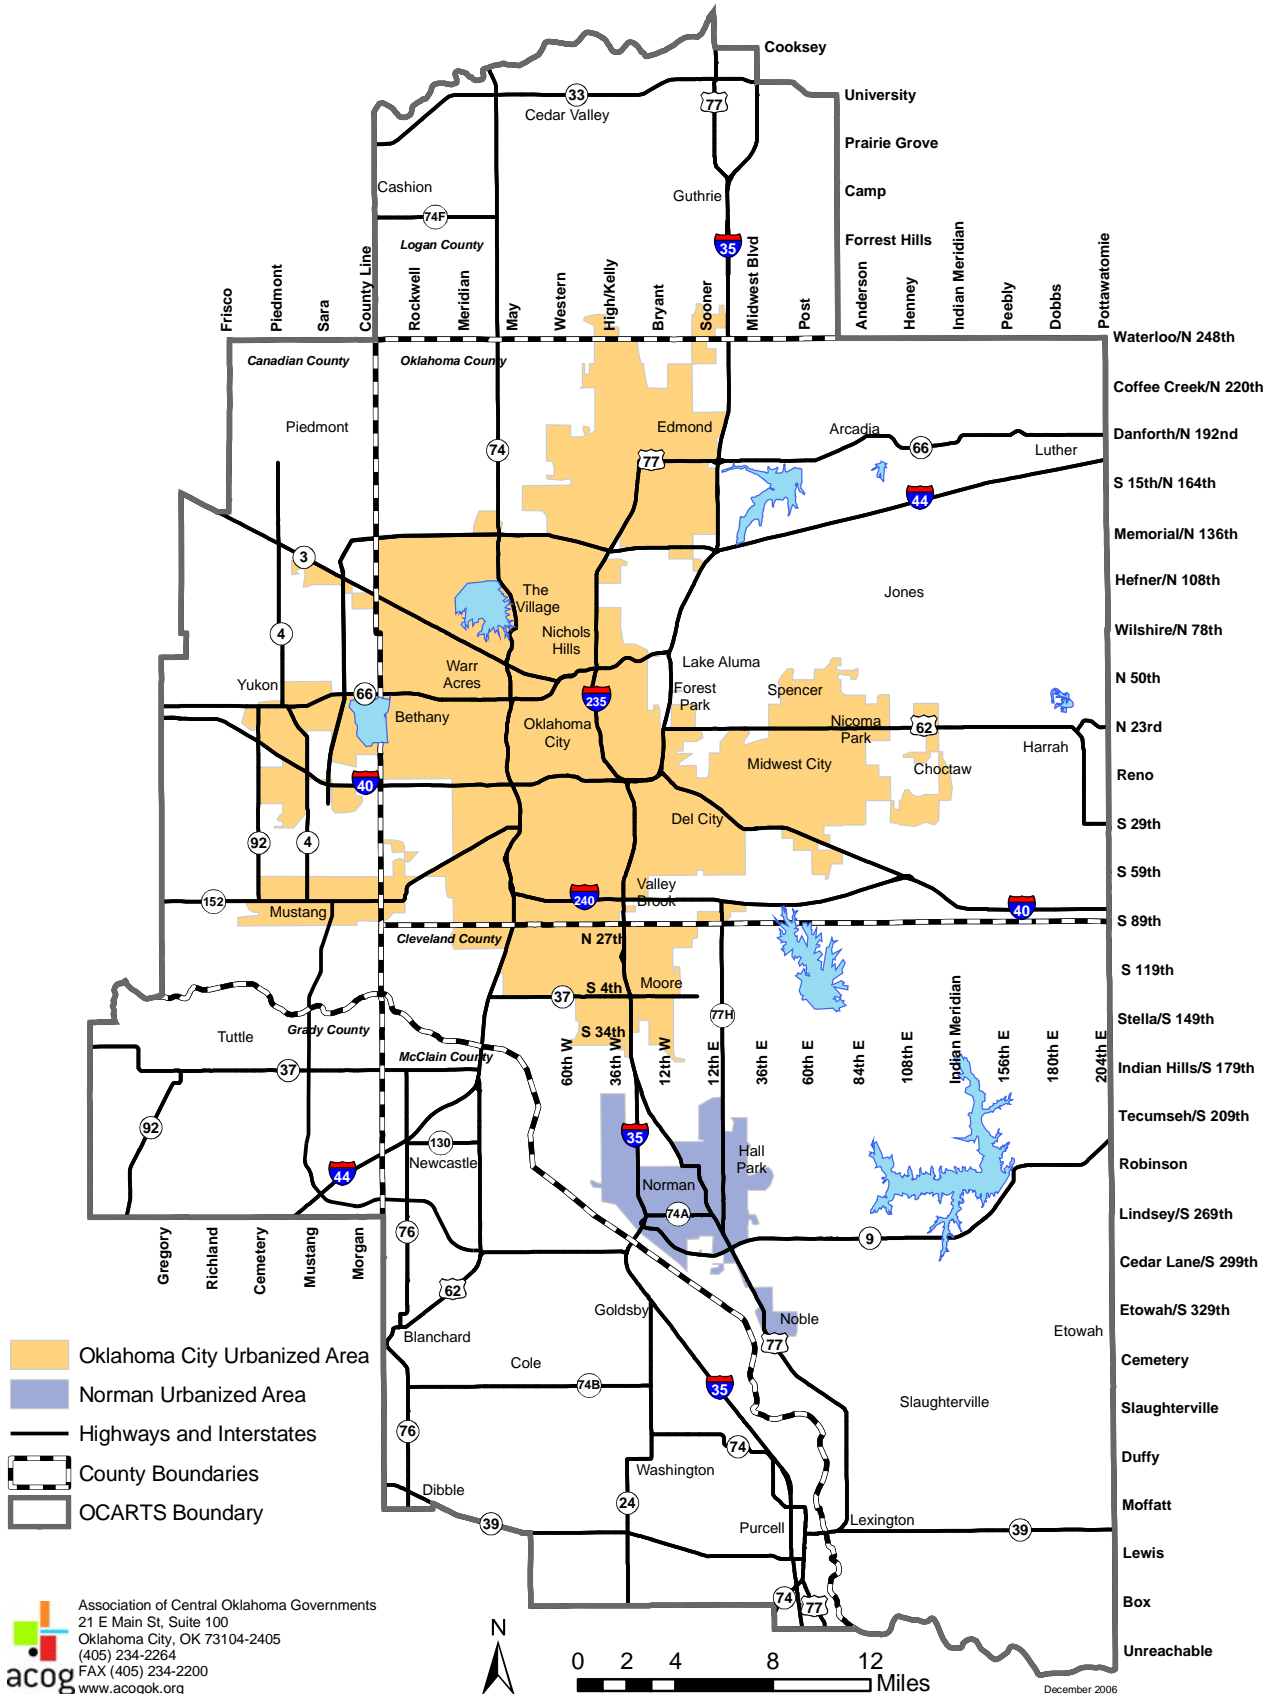 Cooksey
University
Prairie Grove
Camp
Forrest Hills
33
77
Cedar Valley
Cashion
Guthrie
74F
Logan County
35
Frisco
Piedmont
Sara
County Line
Rockwell
Meridian
May
Western
High/Kelly
Bryant
Sooner
Midwest Blvd
Post
Anderson
Henney
Indian Meridian
Peebly
Dobbs
Pottawatomie
Waterloo/N 248th
Canadian County
Oklahoma County
Coffee Creek/N 220th
Piedmont
Edmond
Arcadia
Danforth/N 192nd
74
77
66
Luther
S 15th/N 164th
44
Memorial/N 136th
3
Hefner/N 108th
The
Village
Jones
4
Nichols
Hills
Wilshire/N 78th
Warr
Acres
Lake Aluma
Yukon
66
235
Forest
Park
Spencer
N 50th
Bethany
Oklahoma
City
Nicoma
Park
62
N 23rd
Harrah
40
Midwest City
Choctaw
Reno
Del City
S 29th
92
4
S 59th
152
Mustang
240
Valley
Brook
40
S 89th
Cleveland County
N 27th
S 119th
S 4th
Moore
37
77H
Stella/S 149th
Tuttle
Grady County
S 34th
McClain County
60th W
36th W
12th W
12th E
36th E
60th E
84th E
108th E
Indian Meridian
156th E
180th E
204th E
Indian Hills/S 179th
37
Tecumseh/S 209th
92
130
35
Hall
Park
Newcastle
44
Robinson
Norman
74A
Lindsey/S 269th
76
9
Gregory
Richland
Cemetery
Mustang
Morgan
Cedar Lane/S 299th
62
Goldsby
Noble
Etowah/S 329th
Blanchard
77
Etowah
Cole
Cemetery
74B
35
Slaughterville
Slaughterville
76
74
Duffy
Washington
Dibble
24
Moffatt
39
Purcell
Lexington
39
Lewis
74
77
Box
Unreachable
Oklahoma City Urbanized Area
Norman Urbanized Area
Highways and Interstates
County Boundaries
OCARTS Boundary
acog
Association of Central Oklahoma Governments
21 E Main St, Suite 100
Oklahoma City, OK 73104-2405
(405) 234-2264
FAX (405) 234-2200
www.acogok.org
N
0 2 4 8 12
Miles
December 2006